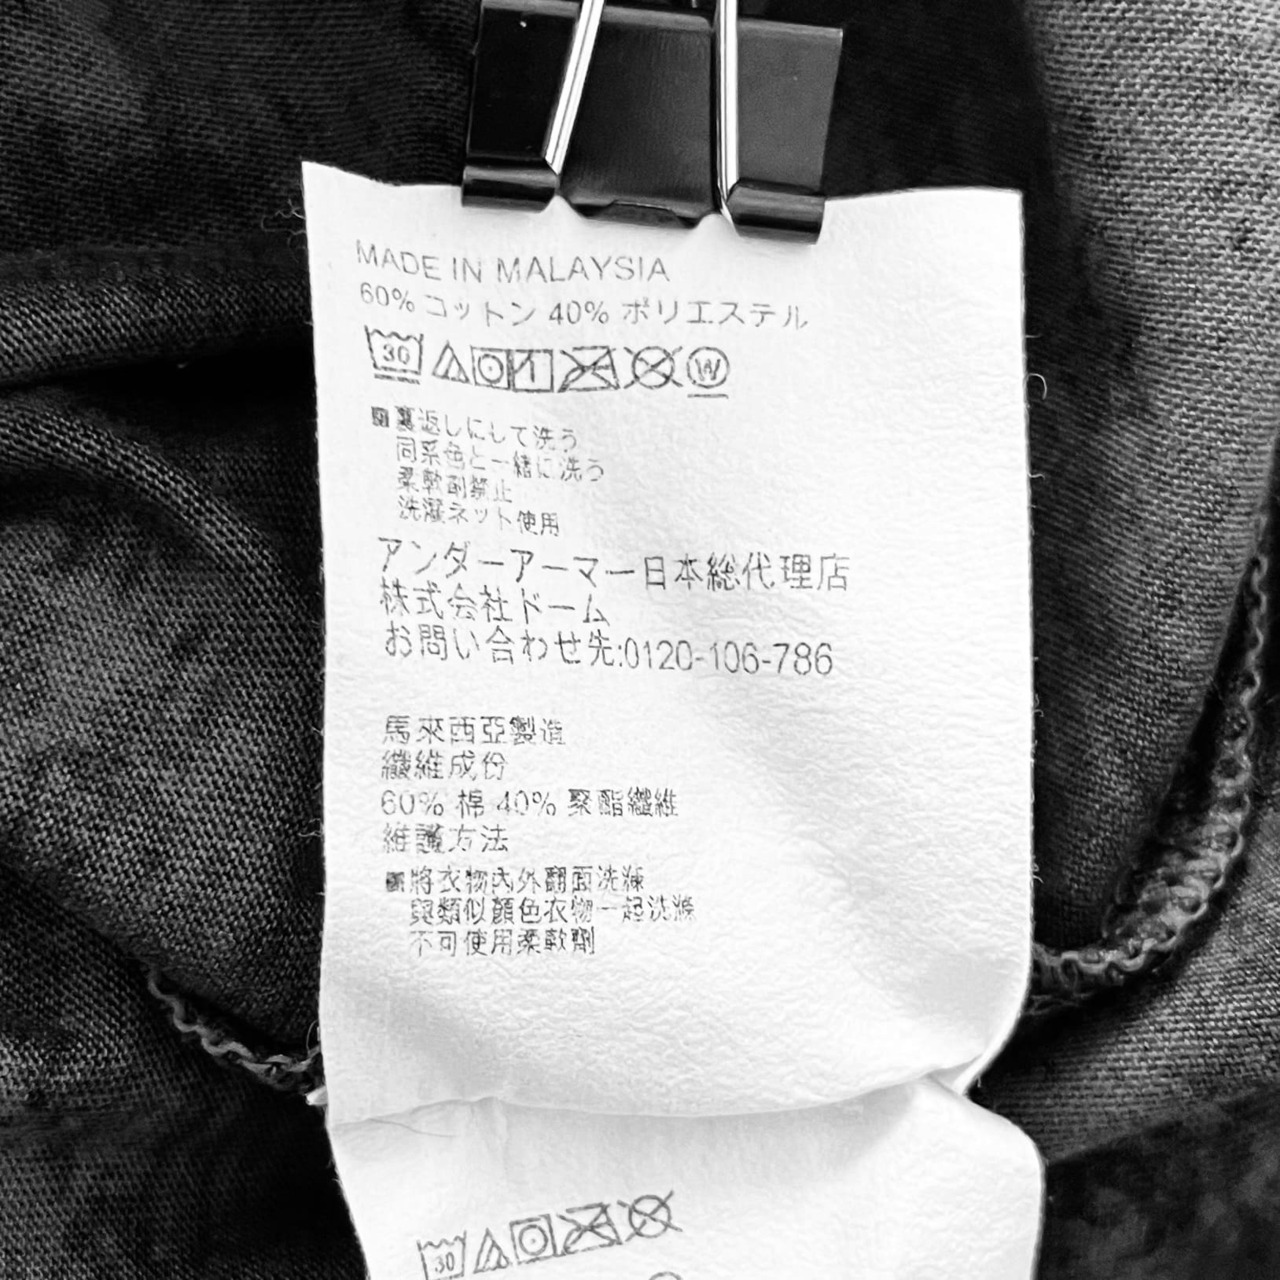 MADE IN MALAYSIA
60% コットン 40% ポリエステル
30
W
裏返しにして洗う
同系色と一緒に洗う
柔軟剤禁止
洗濯ネット使用
アンダーアーマー日本総代理店
株式会社ドーム
お問い合わせ先:0120-106-786
馬來西亞製造
纖維成份
60% 棉 40% 聚酯纖維
維護方法
將衣物內外翻面洗滌
與類似顏色衣物一起洗滌
不可使用柔軟劑
30